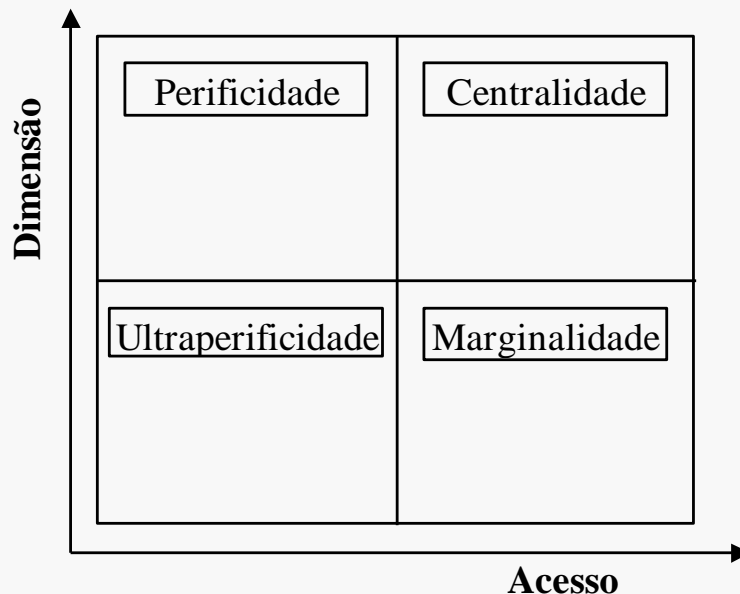 Dimensão
Perificidade
Centralidade
Ultraperificidade
Marginalidade
Acesso